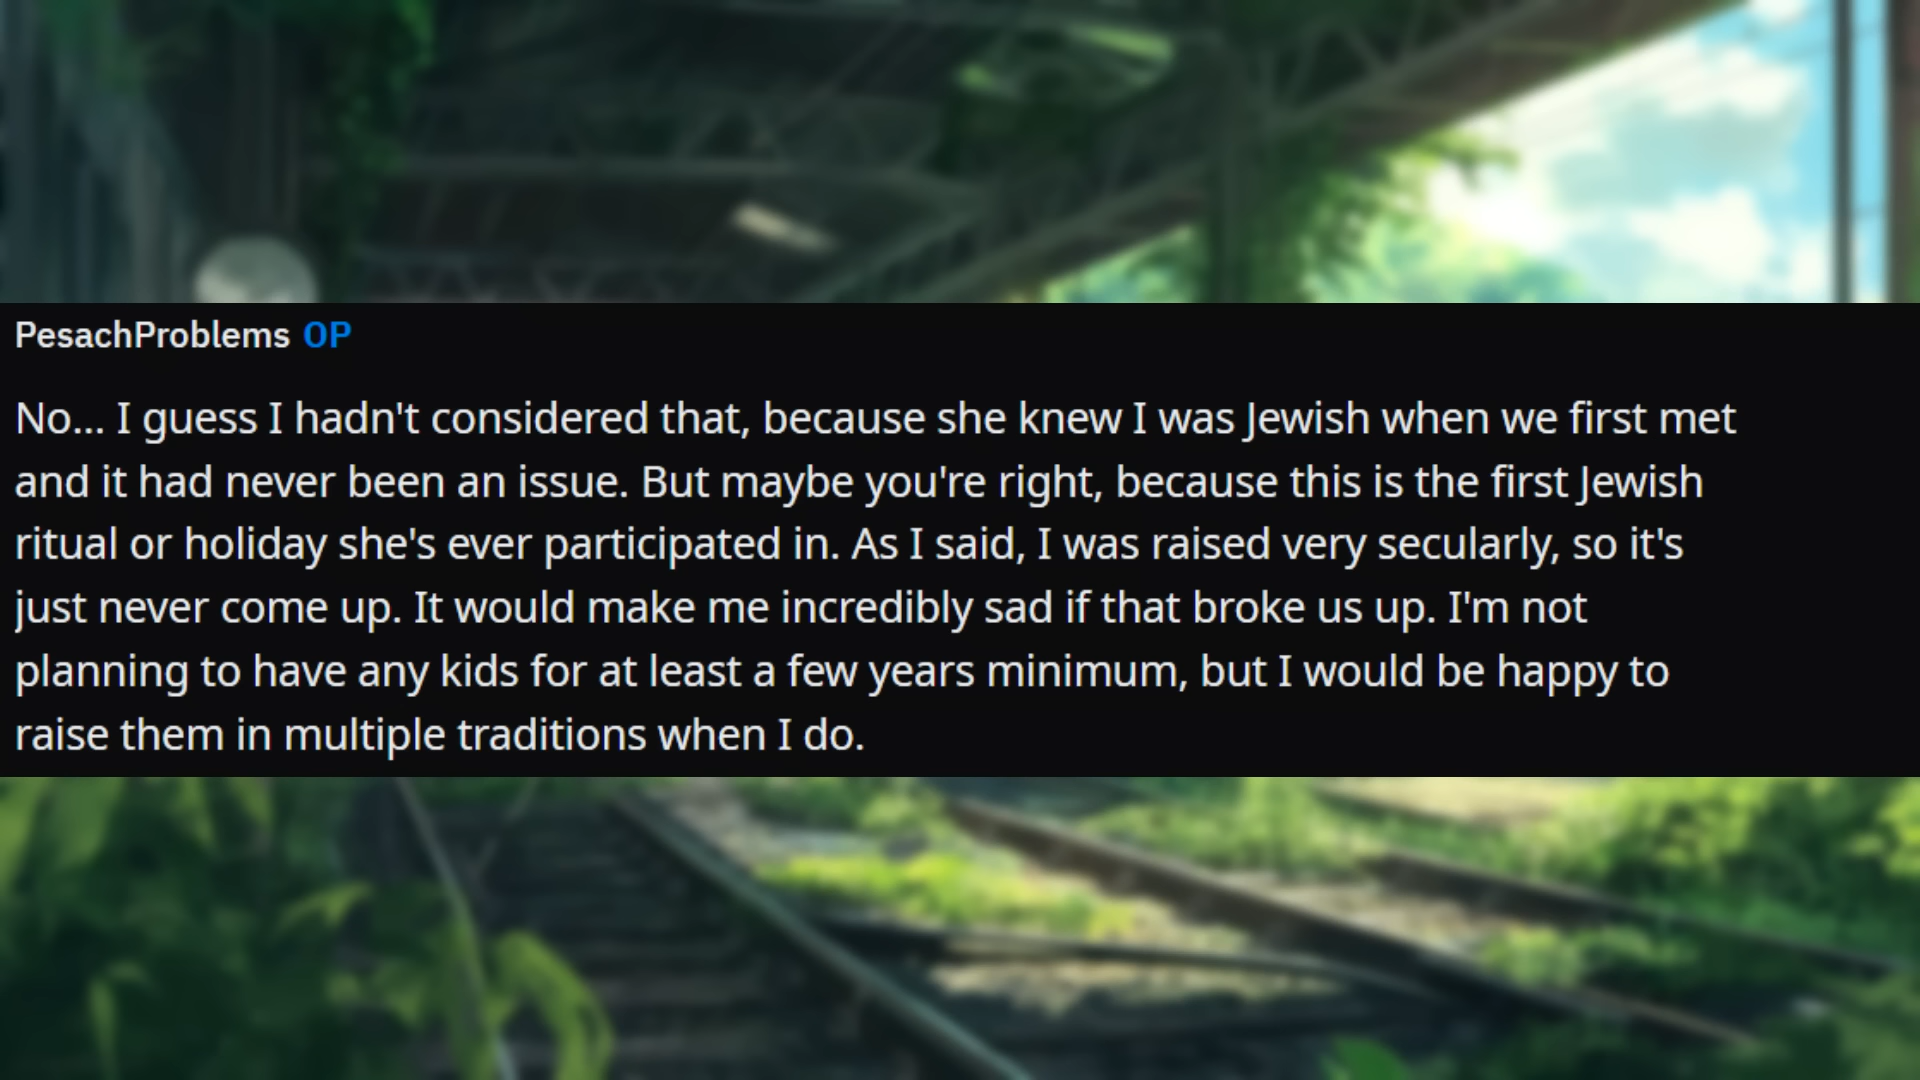 PesachProblems OP
No... I guess I hadn't considered that, because she knew I was Jewish when we first met
and it had never been an issue. But maybe you're right, because this is the first Jewish
ritual or holiday she's ever participated in. As I said, I was raised very secularly, so it's
just never come up. It would make me incredibly sad if that broke us up. I'm not
planning to have any kids for at least a few years minimum, but I would be happy to
raise them in multiple traditions when I do.